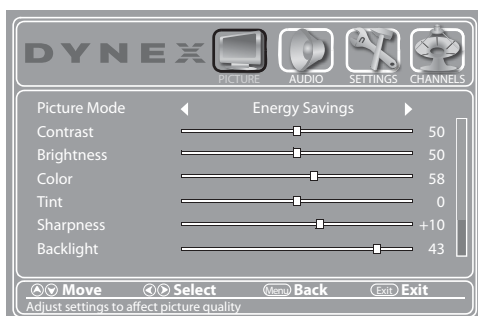 DYNEX
PICTURE AUDIO SETTINGS CHANNELS
Picture Mode Energy Savings
Contrast 50
Brightness 50
Color 58
Tint 0
Sharpness +10
Backlight 43
Move Select Menu Back Exit Exit
Adjust settings to affect picture quality